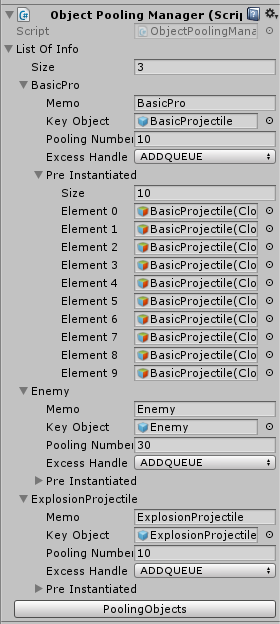 Object Pooling Manager (Scrip
Script ObjectPoolingMana
List Of Info
Size 3
BasicPro
Memo BasicPro
Key Object BasicProjectile
Pooling Number 10
Excess Handle ADDQUEUE
Pre Instantiated
Size 10
Element 0 BasicProjectile(Clo
Element 1 BasicProjectile(Clo
Element 2 BasicProjectile(Clo
Element 3 BasicProjectile(Clo
Element 4 BasicProjectile(Clo
Element 5 BasicProjectile(Clo
Element 6 BasicProjectile(Clo
Element 7 BasicProjectile(Clo
Element 8 BasicProjectile(Clo
Element 9 BasicProjectile(Clo
Enemy
Memo Enemy
Key Object Enemy
Pooling Number 30
Excess Handle ADDQUEUE
Pre Instantiated
ExplosionProjectile
Memo ExplosionProjectile
Key Object ExplosionProjectile
Pooling Number 10
Excess Handle ADDQUEUE
Pre Instantiated
PoolingObjects